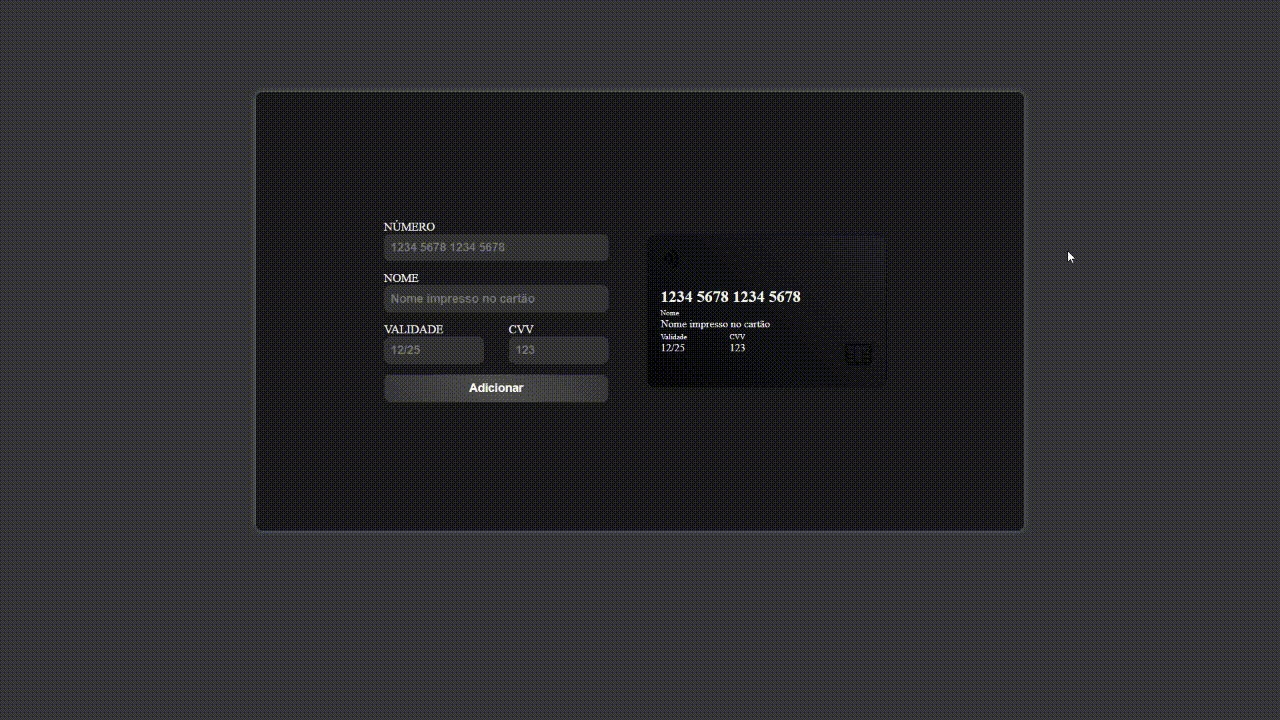 NÚMERO
1234 5678 1234 5678
NOME
Nome impresso no cartão
VALIDADE CVV
12/25 123
Adicionar
1234 5678 1234 5678
Nome
Nome impresso no cartão
Validade CVV
12/25 123